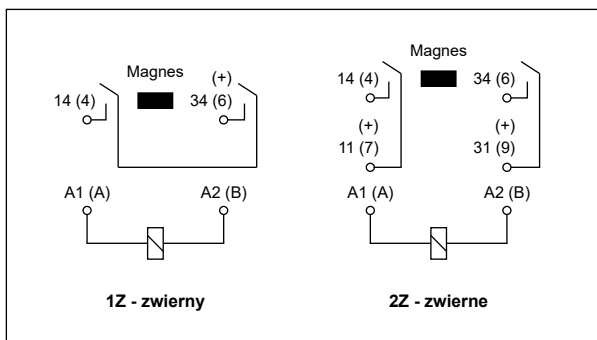 Magnes
(+)
14 (4)
34 (6)
A1 (A)
A2 (B)
1Z - zwierny
Magnes
14 (4)
34 (6)
(+)
(+)
11 (7)
31 (9)
A1 (A)
A2 (B)
2Z - zwierne